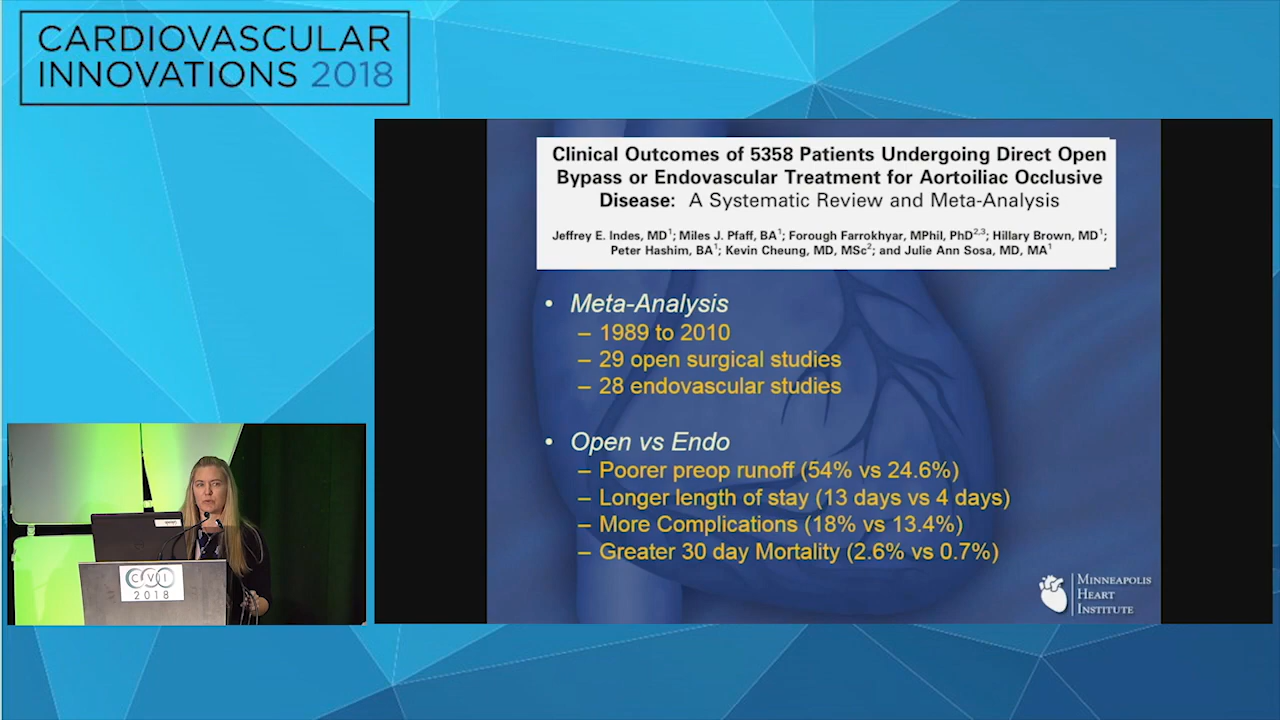 CARDIOVASCULAR
INNOVATIONS 2018
Clinical Outcomes of 5358 Patients Undergoing Direct Open
Bypass or Endovascular Treatment for Aortoiliac Occlusive
Disease: A Systematic Review and Meta-Analysis
Jeffrey E. Indes, MD1; Miles J. Pfaff, BA1; Forough Farrokhyar, MPhil, PhD2,3; Hillary Brown, MD1;
Peter Hashim, BA1; Kevin Cheung, MD, MSc2; and Julie Ann Sosa, MD, MA1
• Meta-Analysis
– 1989 to 2010
– 29 open surgical studies
– 28 endovascular studies
• Open vs Endo
– Poorer preop runoff (54% vs 24.6%)
– Longer length of stay (13 days vs 4 days)
– More Complications (18% vs 13.4%)
– Greater 30 day Mortality (2.6% vs 0.7%)
MINNEAPOLIS
HEART
INSTITUTE
CVII
2018